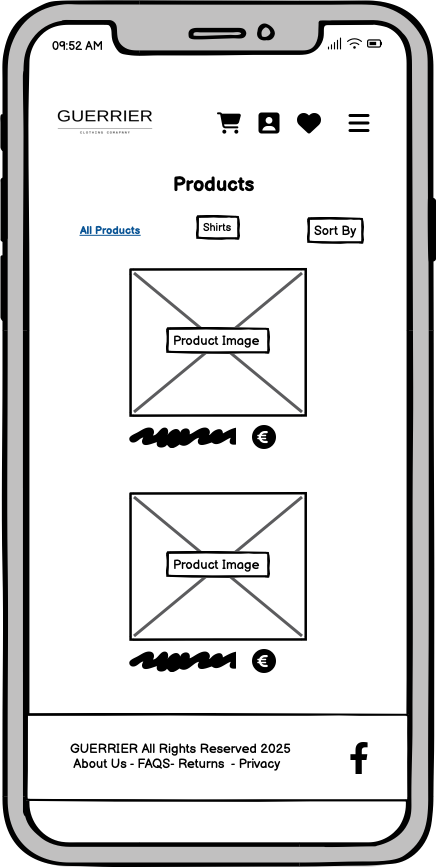 09:52 AM
GUERRIER
CLOTHING COMPANY
Products
All Products
Shirts
Sort By
Product Image
€
Product Image
€
GUERRIER All Rights Reserved 2025
About Us - FAQS- Returns  - Privacy